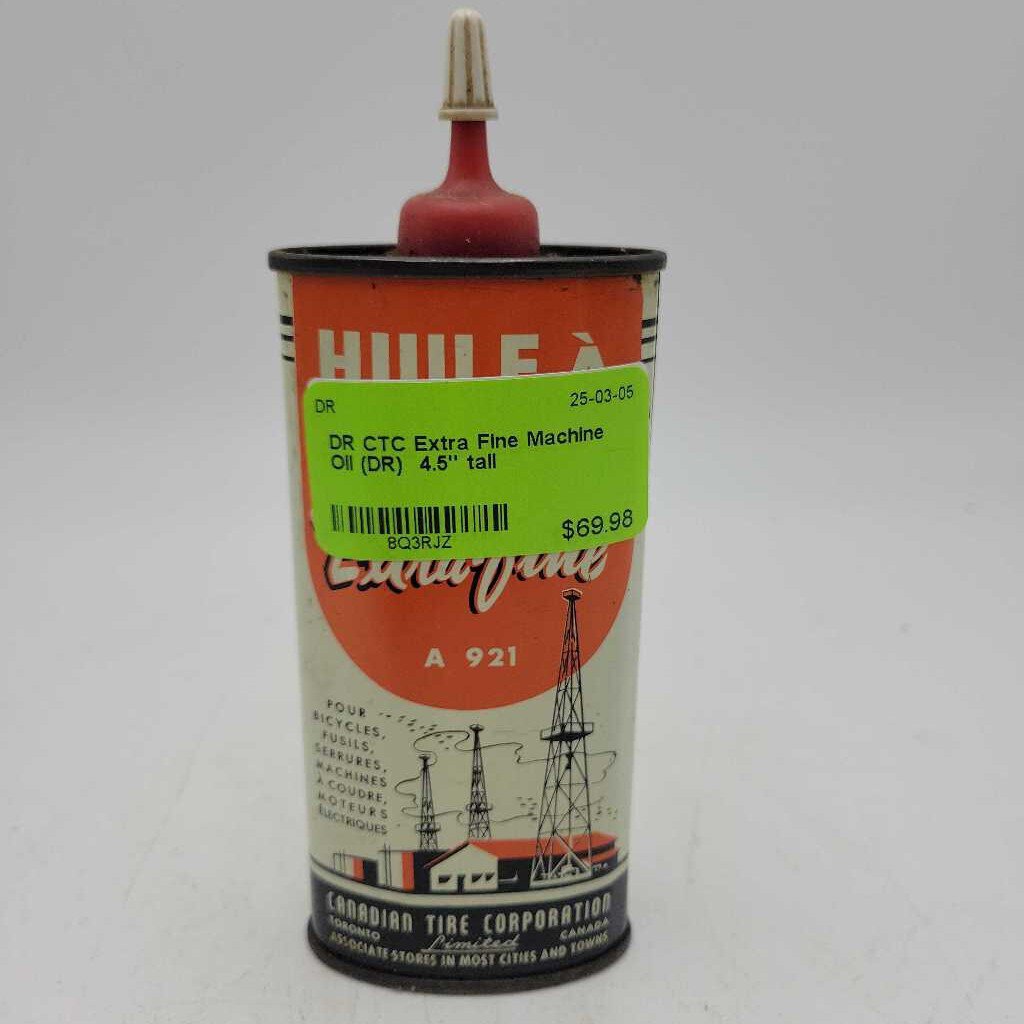 HUILE À
DR 25-03-05
DR CTC Extra Fine Machine
Oil (DR) 4.5" tall
$69.98
8Q3RJZ
Extra-fine
A 921
POUR
BICYCLES,
FUSILS,
SERRURES,
MACHINES
À COUDRE,
MOTEURS
ÉLECTRIQUES
CANADIAN TIRE CORPORATION
TORONTO Limited CANADA
ASSOCIATE STORES IN MOST CITIES AND TOWNS